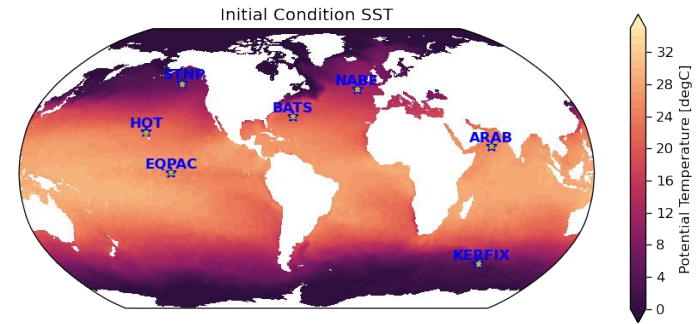 Initial Condition SST
STNP
NABE
BATS
HOT
ARAB
EQPAC
KERFIX
32
28
24
20
16
12
8
4
0
Potential Temperature [degC]